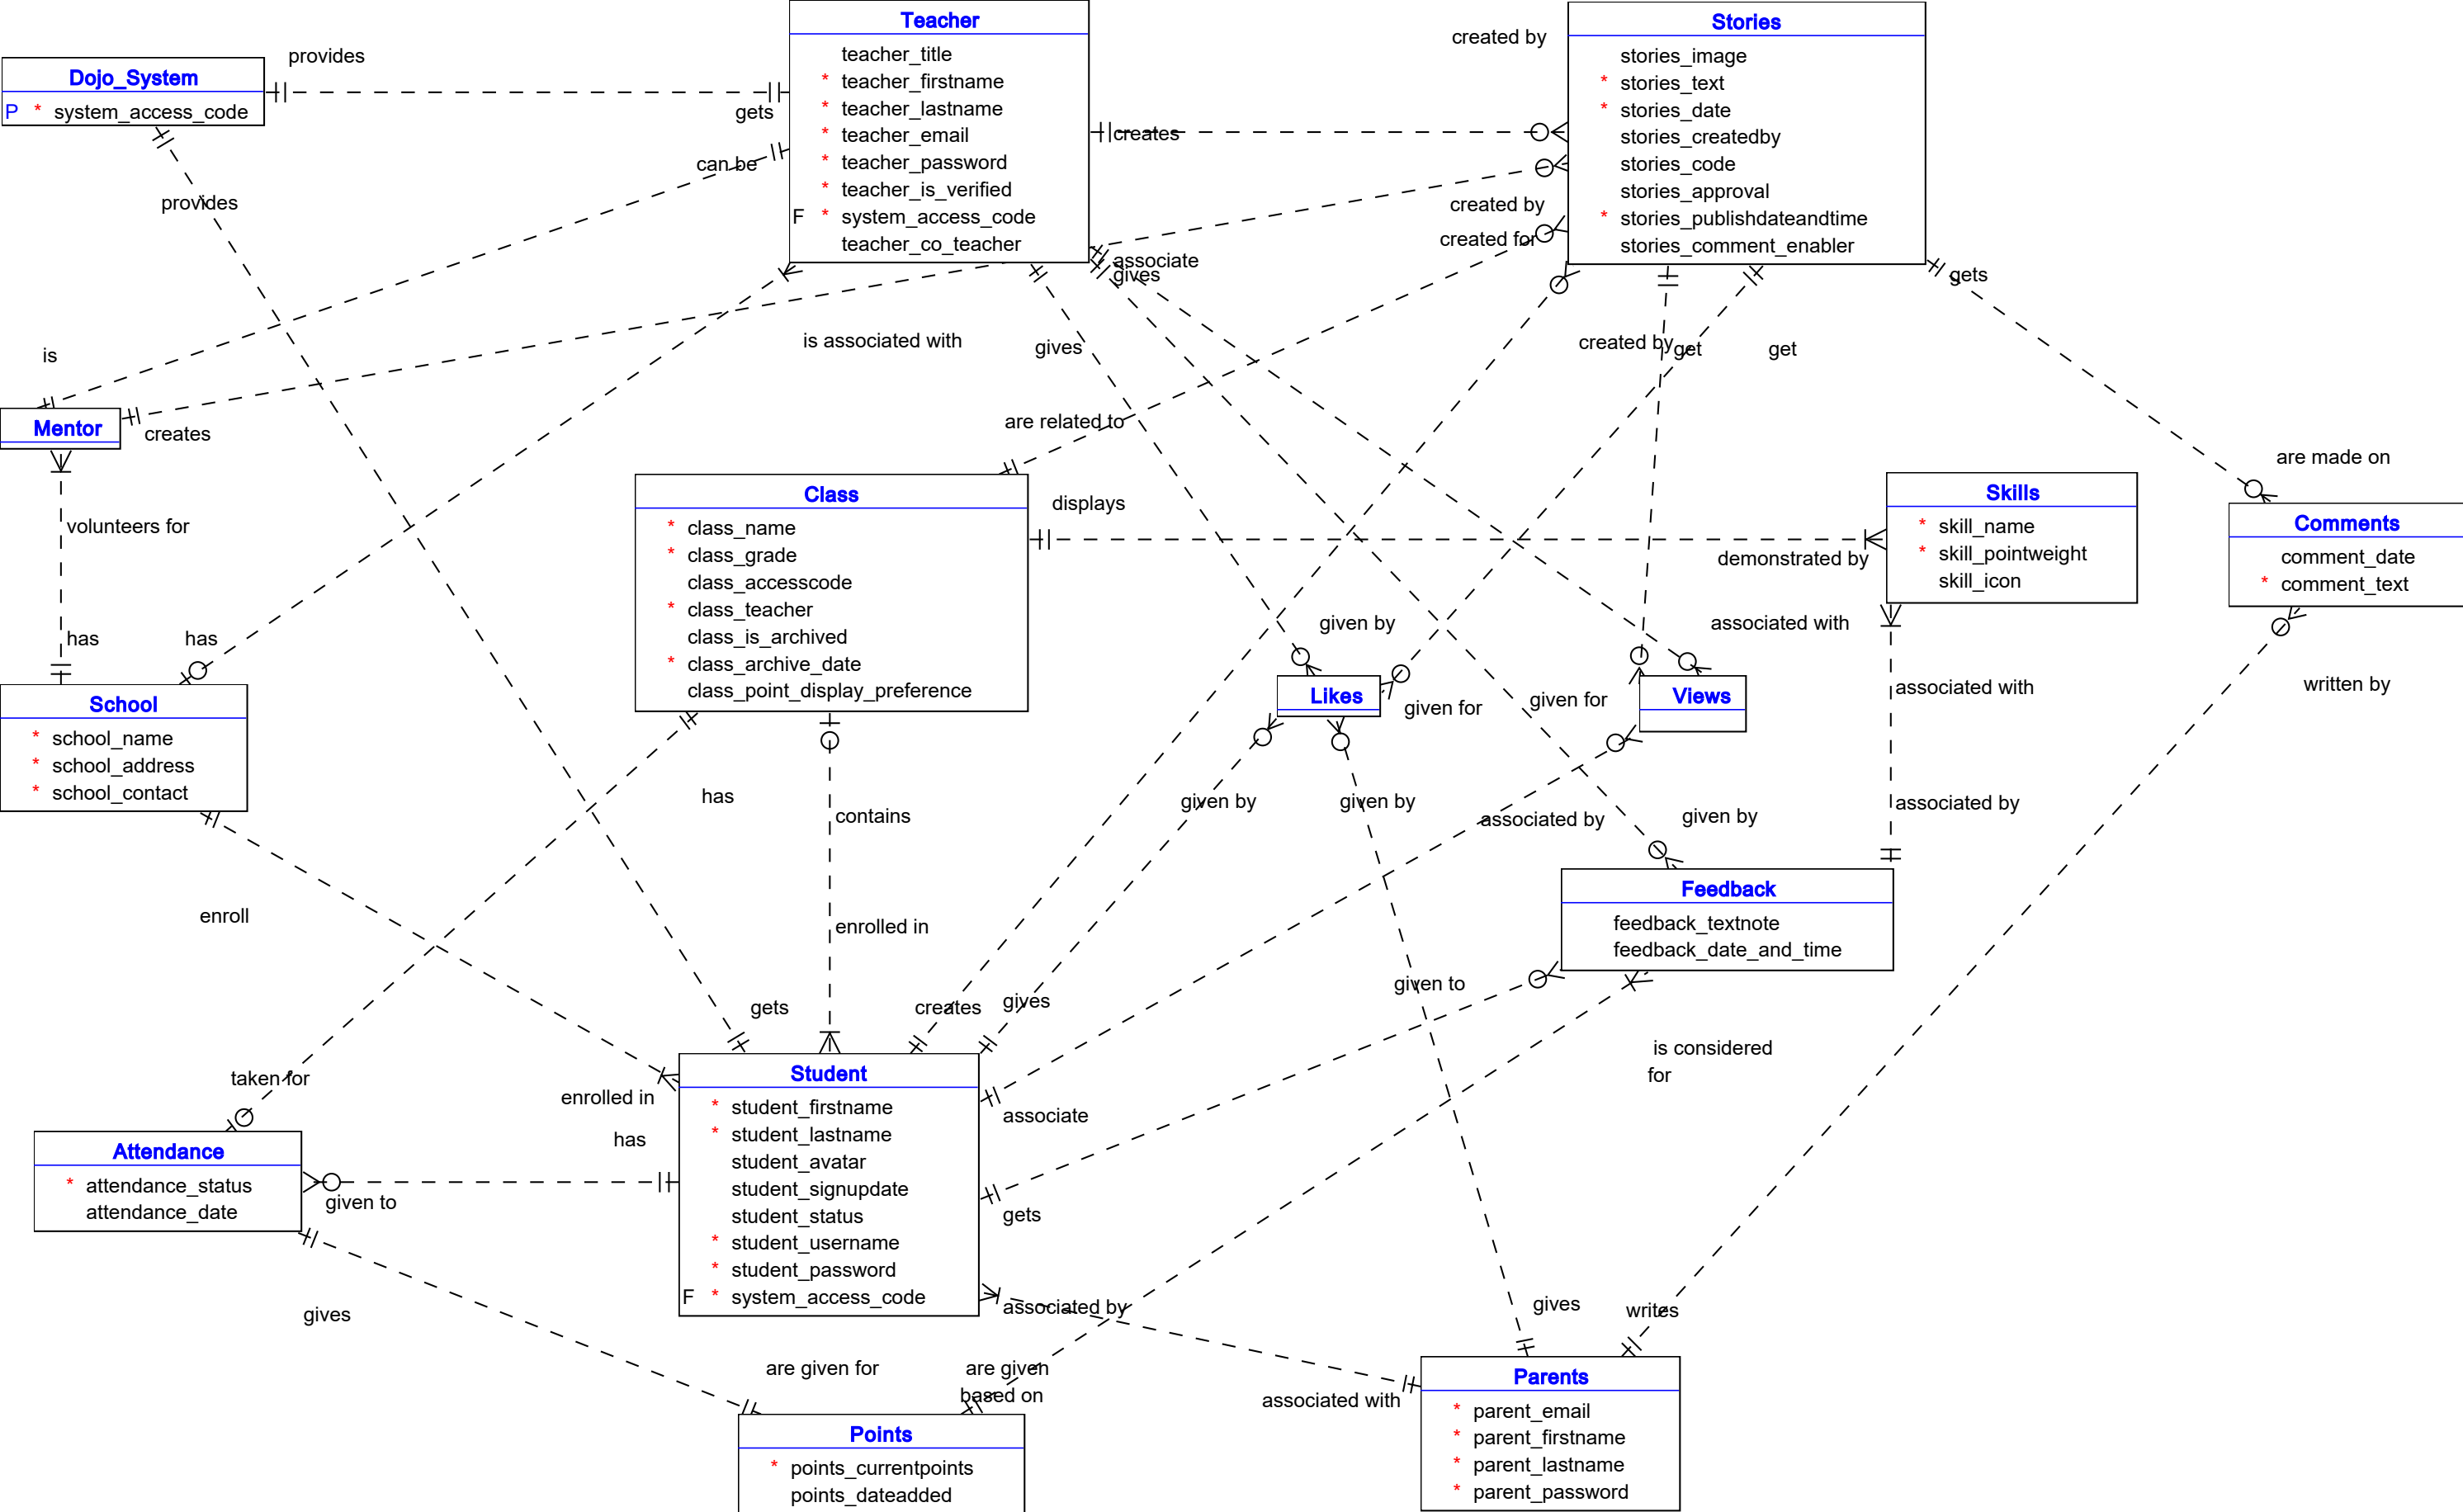 Teacher
teacher_title
* teacher_firstname
* teacher_lastname
* teacher_email
* teacher_password
* teacher_is_verified
F * system_access_code
teacher_co_teacher
Stories
stories_image
* stories_text
* stories_date
stories_createdby
stories_code
stories_approval
* stories_publishdateandtime
stories_comment_enabler
Dojo_System
P * system_access_code
provides
gets
can be
provides
created by
creates
created by
created for
associate
gives
gets
is
is associated with
gives
created by
get
get
Mentor
creates
are related to
are made on
volunteers for
has
has
Class
* class_name
* class_grade
class_accesscode
* class_teacher
class_is_archived
* class_archive_date
class_point_display_preference
displays
demonstrated by
Skills
* skill_name
* skill_pointweight
skill_icon
Comments
comment_date
* comment_text
given by
associated with
associated with
written by
School
* school_name
* school_address
* school_contact
Likes
given for
given for
Views
has
contains
given by
given by
associated by
given by
associated by
enroll
enrolled in
Feedback
feedback_textnote
feedback_date_and_time
gets
creates
gives
given to
is considered
for
taken for
enrolled in
has
Attendance
* attendance_status
attendance_date
given to
Student
* student_firstname
* student_lastname
student_avatar
student_signupdate
student_status
* student_username
* student_password
F * system_access_code
associate
gets
associated by
gives
gives
writes
are given for
are given
based on
associated with
Points
* points_currentpoints
points_dateadded
Parents
* parent_email
* parent_firstname
* parent_lastname
* parent_password